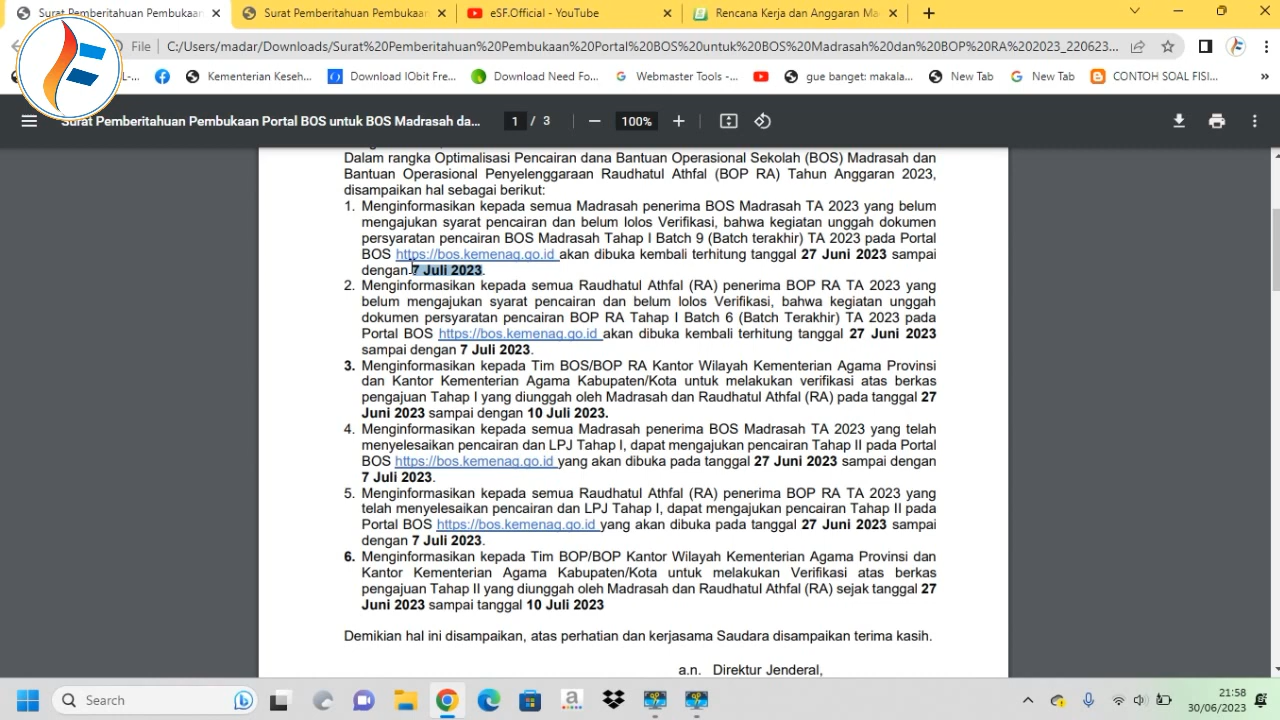 Surat Pemberitahuan Pembukaan
Surat Pemberitahuan Pembukaan
eSF.Official - YouTube
Rencana Kerja dan Anggaran Ma
File
C:/Users/madar/Downloads/Surat%20Pemberitahuan%20Pembukaan%20Portal%20BOS%20untuk%20BOS%20Madrasah%20dan%20BOP%20RA%202023_220623...
Kementerian Keseh...
Download IObit Fre...
Download Need Fo...
Webmaster Tools -...
gue banget: makala...
New Tab
New Tab
CONTOH SOAL FISI...
»
Surat Pemberitahuan Pembukaan Portal BOS untuk BOS Madrasah da...
1 / 3
100%
Dalam rangka Optimalisasi Pencairan dana Bantuan Operasional Sekolah (BOS) Madrasah dan
Bantuan Operasional Penyelenggaraan Raudhatul Athfal (BOP RA) Tahun Anggaran 2023,
disampaikan hal sebagai berikut:
1. Menginformasikan kepada semua Madrasah penerima BOS Madrasah TA 2023 yang belum
mengajukan syarat pencairan dan belum lolos Verifikasi, bahwa kegiatan unggah dokumen
persyaratan pencairan BOS Madrasah Tahap I Batch 9 (Batch terakhir) TA 2023 pada Portal
BOS https://bos.kemenag.go.id akan dibuka kembali terhitung tanggal 27 Juni 2023 sampai
dengan 7 Juli 2023.
2. Menginformasikan kepada semua Raudhatul Athfal (RA) penerima BOP RA TA 2023 yang
belum mengajukan syarat pencairan dan belum lolos Verifikasi, bahwa kegiatan unggah
dokumen persyaratan pencairan BOP RA Tahap I Batch 6 (Batch Terakhir) TA 2023 pada
Portal BOS https://bos.kemenag.go.id akan dibuka kembali terhitung tanggal 27 Juni 2023
sampai dengan 7 Juli 2023.
3. Menginformasikan kepada Tim BOS/BOP RA Kantor Wilayah Kementerian Agama Provinsi
dan Kantor Kementerian Agama Kabupaten/Kota untuk melakukan verifikasi atas berkas
pengajuan Tahap I yang diunggah oleh Madrasah dan Raudhatul Athfal (RA) pada tanggal 27
Juni 2023 sampai dengan 10 Juli 2023.
4. Menginformasikan kepada semua Madrasah penerima BOS Madrasah TA 2023 yang telah
menyelesaikan pencairan dan LPJ Tahap I, dapat mengajukan pencairan Tahap II pada Portal
BOS https://bos.kemenag.go.id yang akan dibuka pada tanggal 27 Juni 2023 sampai dengan
7 Juli 2023.
5. Menginformasikan kepada semua Raudhatul Athfal (RA) penerima BOP RA TA 2023 yang
telah menyelesaikan pencairan dan LPJ Tahap I, dapat mengajukan pencairan Tahap II pada
Portal BOS https://bos.kemenag.go.id yang akan dibuka pada tanggal 27 Juni 2023 sampai
dengan 7 Juli 2023.
6. Menginformasikan kepada Tim BOP/BOP Kantor Wilayah Kementerian Agama Provinsi dan
Kantor Kementerian Agama Kabupaten/Kota untuk melakukan Verifikasi atas berkas
pengajuan Tahap II yang diunggah oleh Madrasah dan Raudhatul Athfal (RA) sejak tanggal 27
Juni 2023 sampai tanggal 10 Juli 2023
Demikian hal ini disampaikan, atas perhatian dan kerjasama Saudara disampaikan terima kasih.
a.n. Direktur Jenderal,
Search
21:58
30/06/2023